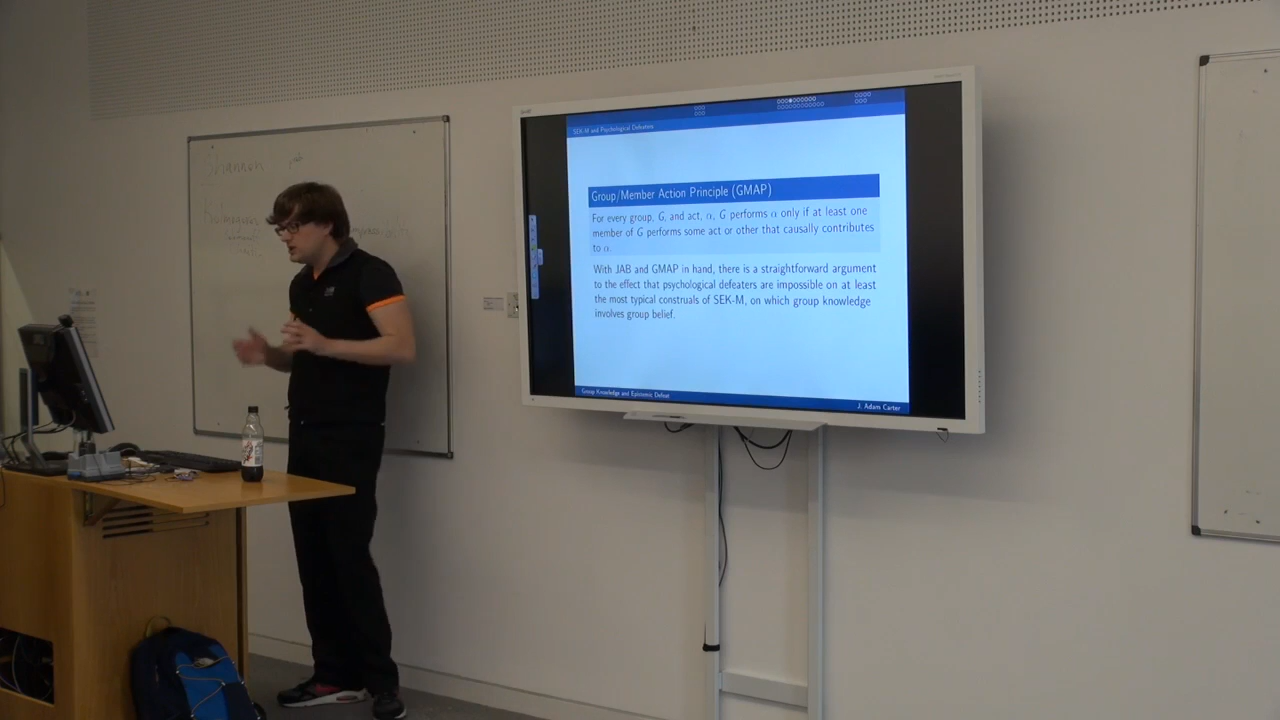 Shannon
SEK-M and Psychological Defeaters
Group/Member Action Principle (GMAP)
For every group, G, and act, α, G performs α only if at least one
member of G performs some act or other that causally contributes
to α.
With JAB and GMAP in hand, there is a straightforward argument
to the effect that psychological defeaters are impossible on at least
the most typical construals of SEK-M, on which group knowledge
involves group belief.
Group Knowledge and Epistemic Defeat
J. Adam Carter